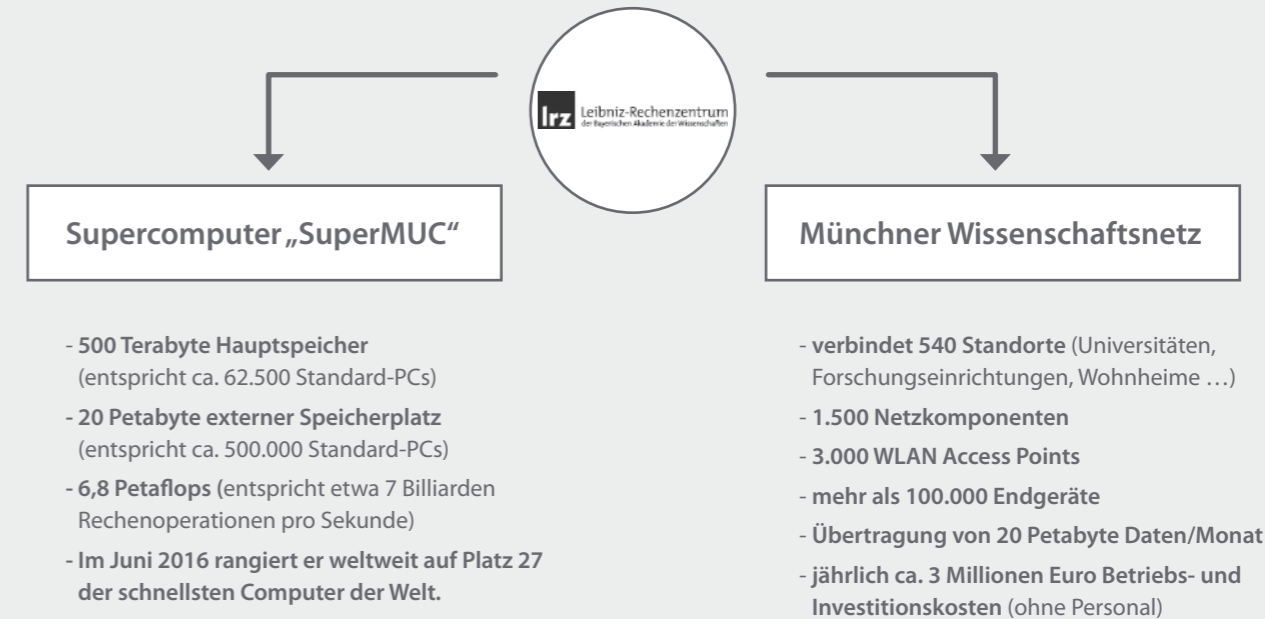 lrz Leibniz-Rechenzentrum
der Bayerischen Akademie der Wissenschaften
Supercomputer „SuperMUC“
- 500 Terabyte Hauptspeicher
(entspricht ca. 62.500 Standard-PCs)
- 20 Petabyte externer Speicherplatz
(entspricht ca. 500.000 Standard-PCs)
- 6,8 Petaflops (entspricht etwa 7 Billiarden
Rechenoperationen pro Sekunde)
- Im Juni 2016 rangiert er weltweit auf Platz 27
der schnellsten Computer der Welt.
Münchner Wissenschaftsnetz
- verbindet 540 Standorte (Universitäten,
Forschungseinrichtungen, Wohnheime …)
- 1.500 Netzkomponenten
- 3.000 WLAN Access Points
- mehr als 100.000 Endgeräte
- Übertragung von 20 Petabyte Daten/Monat
- jährlich ca. 3 Millionen Euro Betriebs- und
Investitionskosten (ohne Personal)